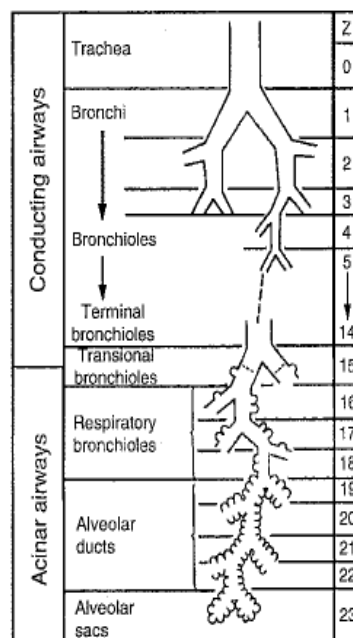 Z
Trachea
0
Bronchi
1
2
3
Bronchioles
4
5
Terminal
bronchioles
14
Transional
bronchioles
15
16
Respiratory
bronchioles
17
18
19
20
Alveolar
ducts
21
22
Alveolar
sacs
23
Conducting airways
Acinar airways